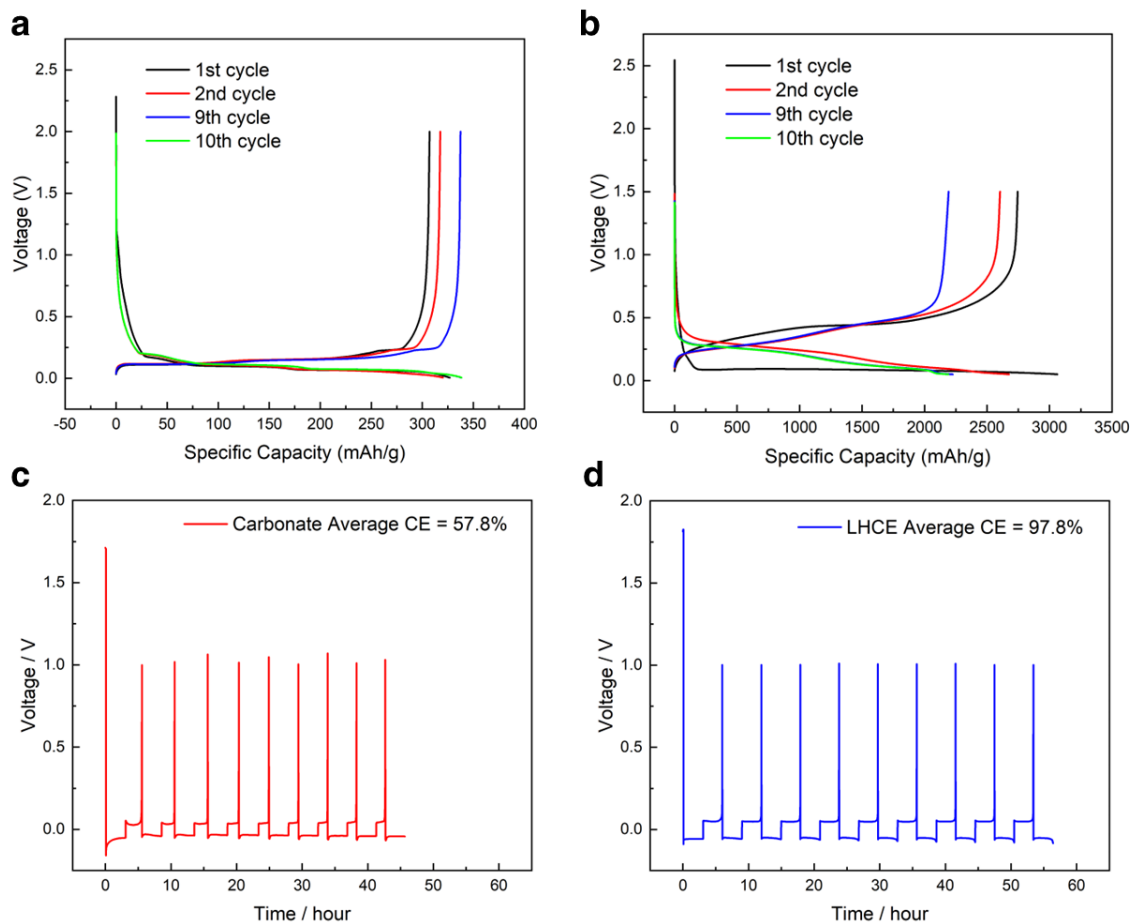 a
2.5
2.0
1.5
1.0
0.5
0.0
Voltage (V)
1st cycle
2nd cycle
9th cycle
10th cycle
-50 0 50 100 150 200 250 300 350 400
Specific Capacity (mAh/g)
b
2.5
2.0
1.5
1.0
0.5
0.0
Voltage (V)
1st cycle
2nd cycle
9th cycle
10th cycle
0 500 1000 1500 2000 2500 3000 3500
Specific Capacity (mAh/g)
c
2.0
1.5
1.0
0.5
0.0
Voltage / V
Carbonate Average CE = 57.8%
0 10 20 30 40 50 60
Time / hour
d
2.0
1.5
1.0
0.5
0.0
Voltage / V
LHCE Average CE = 97.8%
0 10 20 30 40 50 60
Time / hour